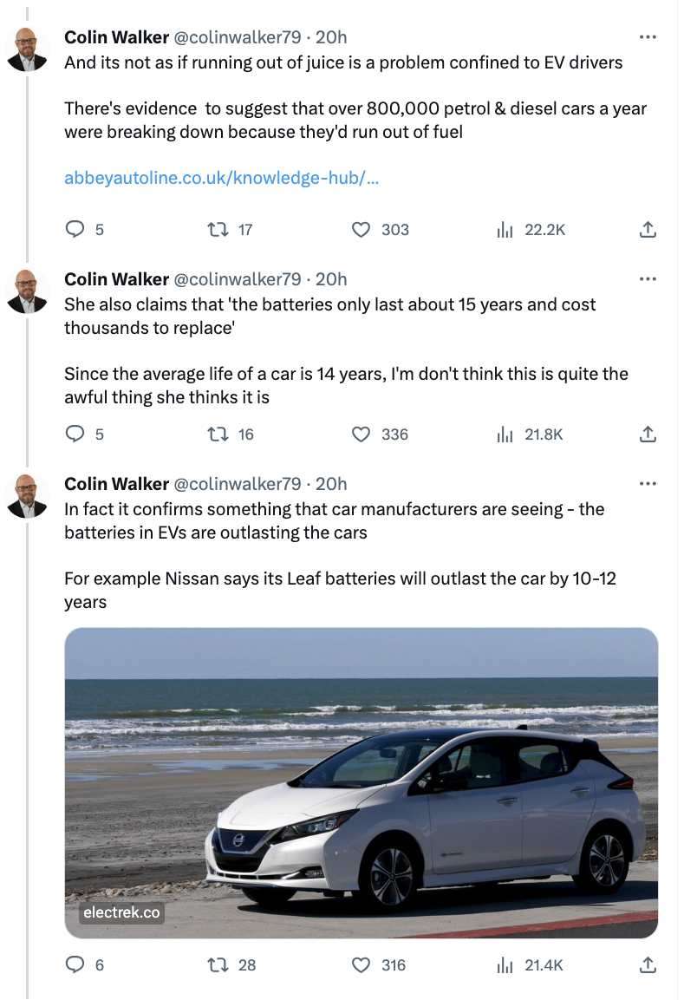 Colin Walker @colinwalker79 · 20h
And its not as if running out of juice is a problem confined to EV drivers
There's evidence  to suggest that over 800,000 petrol & diesel cars a year
were breaking down because they'd run out of fuel
abbeyautoline.co.uk/knowledge-hub/...
5 17 303 22.2K
Colin Walker @colinwalker79 · 20h
She also claims that 'the batteries only last about 15 years and cost
thousands to replace'
Since the average life of a car is 14 years, I'm don't think this is quite the
awful thing she thinks it is
5 16 336 21.8K
Colin Walker @colinwalker79 · 20h
In fact it confirms something that car manufacturers are seeing - the
batteries in EVs are outlasting the cars
For example Nissan says its Leaf batteries will outlast the car by 10-12
years
electrek.co
6 28 316 21.4K